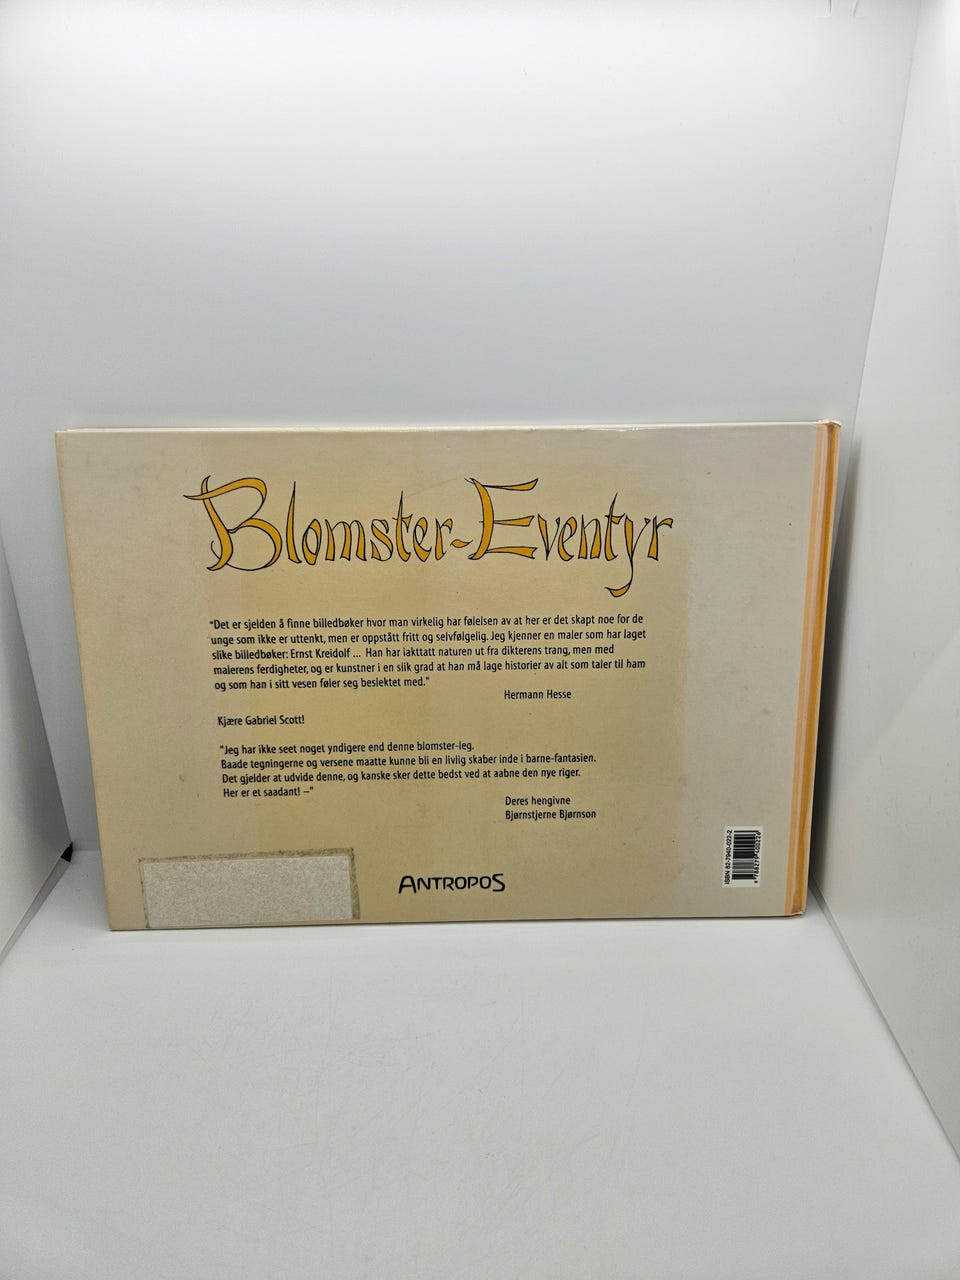 Blomster-Eventyr
"Det er sjelden å finne billedbøker hvor man virkelig har følelsen av at her er det skapt noe for de
unge som ikke er uttenkt, men er oppstått fritt og selvfølgelig. Jeg kjenner en maler som har laget
slike billedbøker: Ernst Kreidolf ... Han har iakttatt naturen ut fra dikterens trang, men med
malerens ferdigheter, og er kunstner i en slik grad at han må lage historier av alt som taler til ham
og som han i sitt vesen føler seg beslektet med."
Hermann Hesse
Kjære Gabriel Scott!
"Jeg har ikke seet noget yndigere end denne blomster-leg.
Baade tegningerne og versene maatte kunne bli en livlig skaber inde i barne-fantasien.
Det gjelder at udvide denne, og kanske sker dette bedst ved at aabne den nye riger.
Her er et saadant! –"
Deres hengivne
Bjørnstjerne Bjørnson
ANTROPOS
ISBN 82-7940-022-2